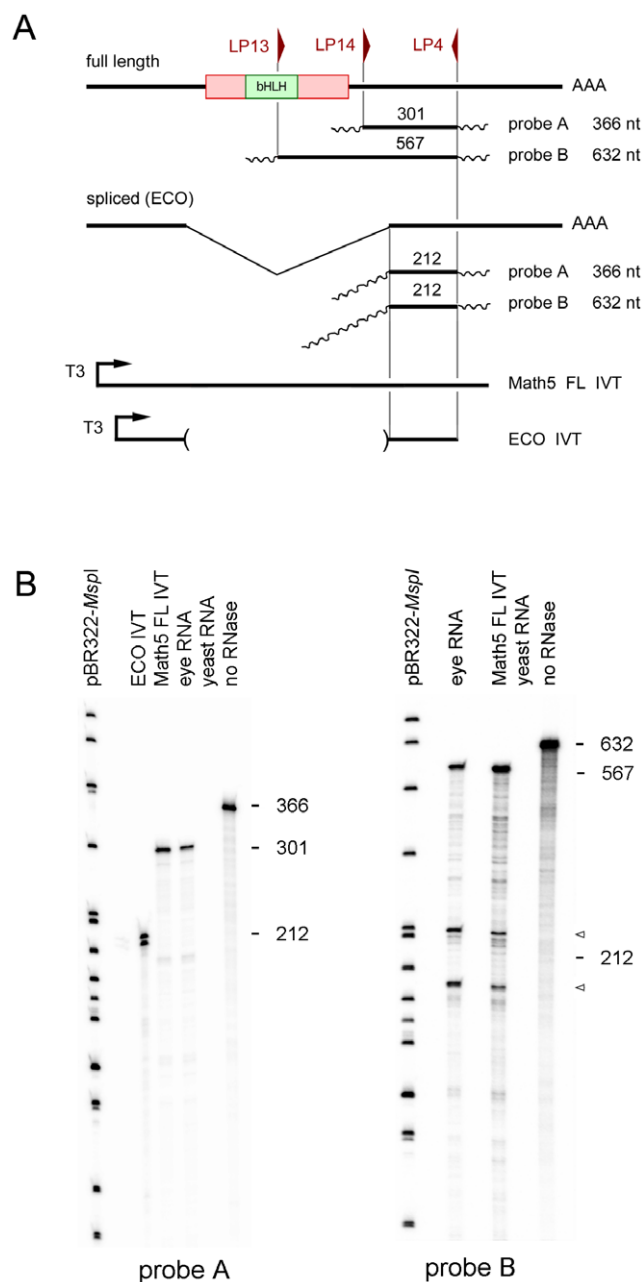 A
LP13 LP14 LP4
full length
bHLH
AAA
301
probe A 366 nt
567
probe B 632 nt
spliced (ECO)
AAA
212
probe A 366 nt
212
probe B 632 nt
T3
Math5 FL IVT
T3
( )
ECO IVT
B
pBR322-MspI
ECO IVT
Math5 FL IVT
eye RNA
yeast RNA
no RNase
- 366
- 301
- 212
probe A
pBR322-MspI
eye RNA
Math5 FL IVT
yeast RNA
no RNase
- 632
- 567
- 212
probe B